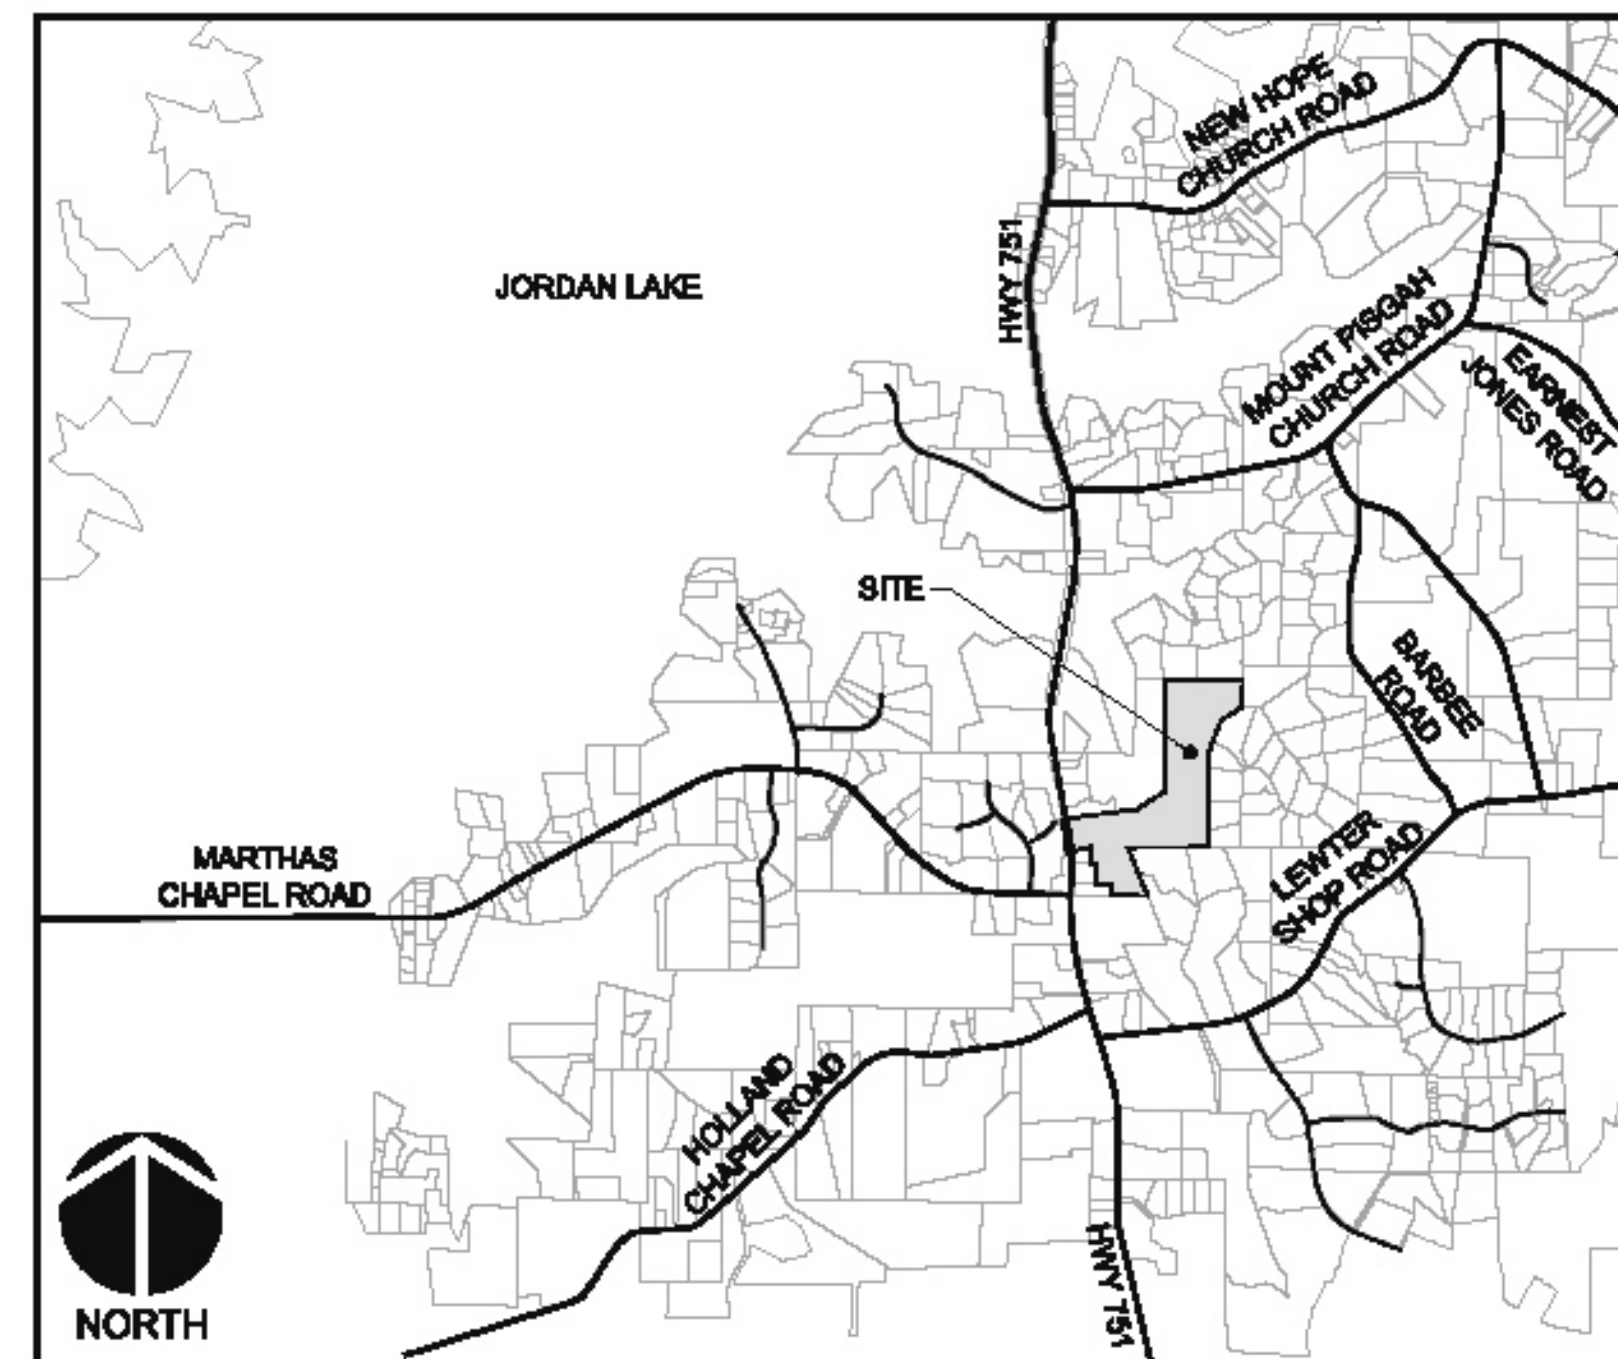 NEW HOPE
CHURCH ROAD
HWY 751
JORDAN LAKE
MOUNT PISGAH
CHURCH ROAD
EARNEST
JONES ROAD
SITE
BARBEE
ROAD
MARTHAS
CHAPEL ROAD
LEWTER
SHOP ROAD
HOLLAND
CHAPEL ROAD
HWY 751
NORTH